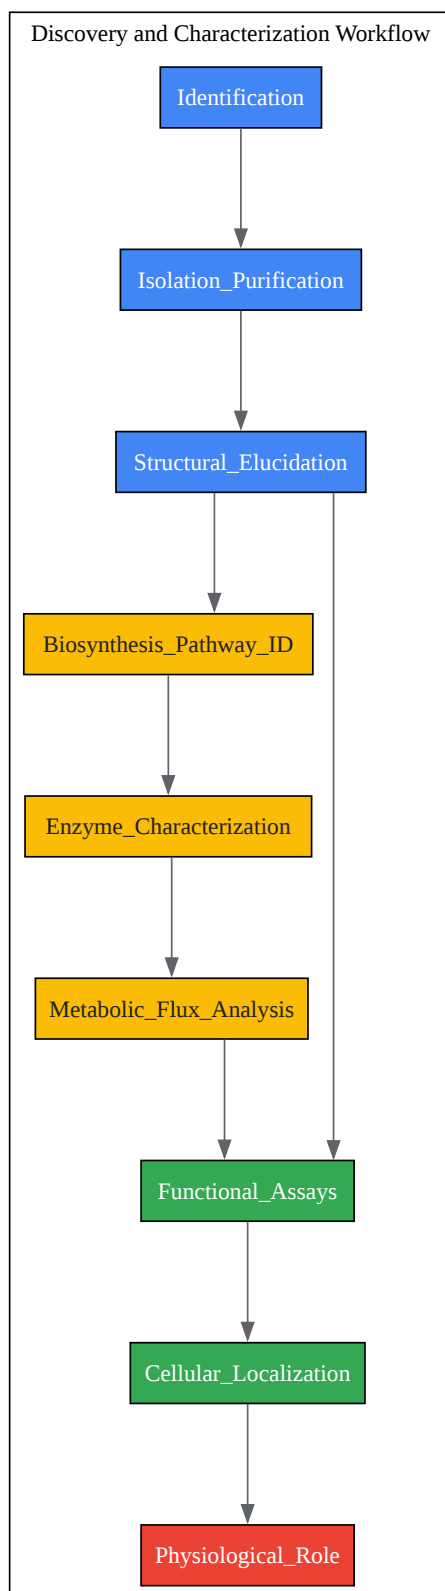 Discovery and Characterization Workflow
Identification
Isolation_Purification
Structural_Elucidation
Biosynthesis_Pathway_ID
Enzyme_Characterization
Metabolic_Flux_Analysis
Functional_Assays
Cellular_Localization
Physiological_Role